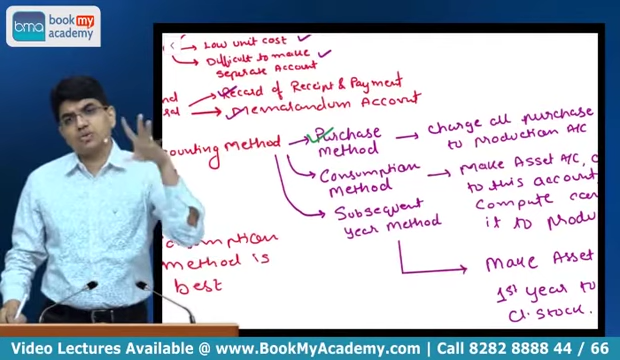 bma
book my
academy
Low unit cost
Difficult to make
separate Account
Record of Receipt & Payment
Memorandum Account
counting Method
Purchase
method
Charge all Purchase
to production A/C
Consumption
method
Make Asset A/C,
to this account
Compute
it to
Subsequent
year Method
method is
best
Make Asset
1st year to
Cl. Stock.
Video Lectures Available @ www.BookMyAcademy.com | Call 8282 8888 44 / 66